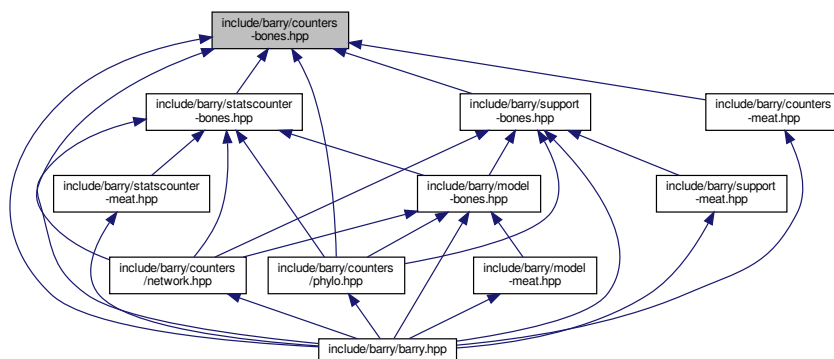 include/barry/counters
-bones.hpp
include/barry/statscounter
-bones.hpp
include/barry/support
-bones.hpp
include/barry/counters
-meat.hpp
include/barry/statscounter
-meat.hpp
include/barry/model
-bones.hpp
include/barry/support
-meat.hpp
include/barry/counters
/network.hpp
include/barry/counters
/phylo.hpp
include/barry/model
-meat.hpp
include/barry/barry.hpp